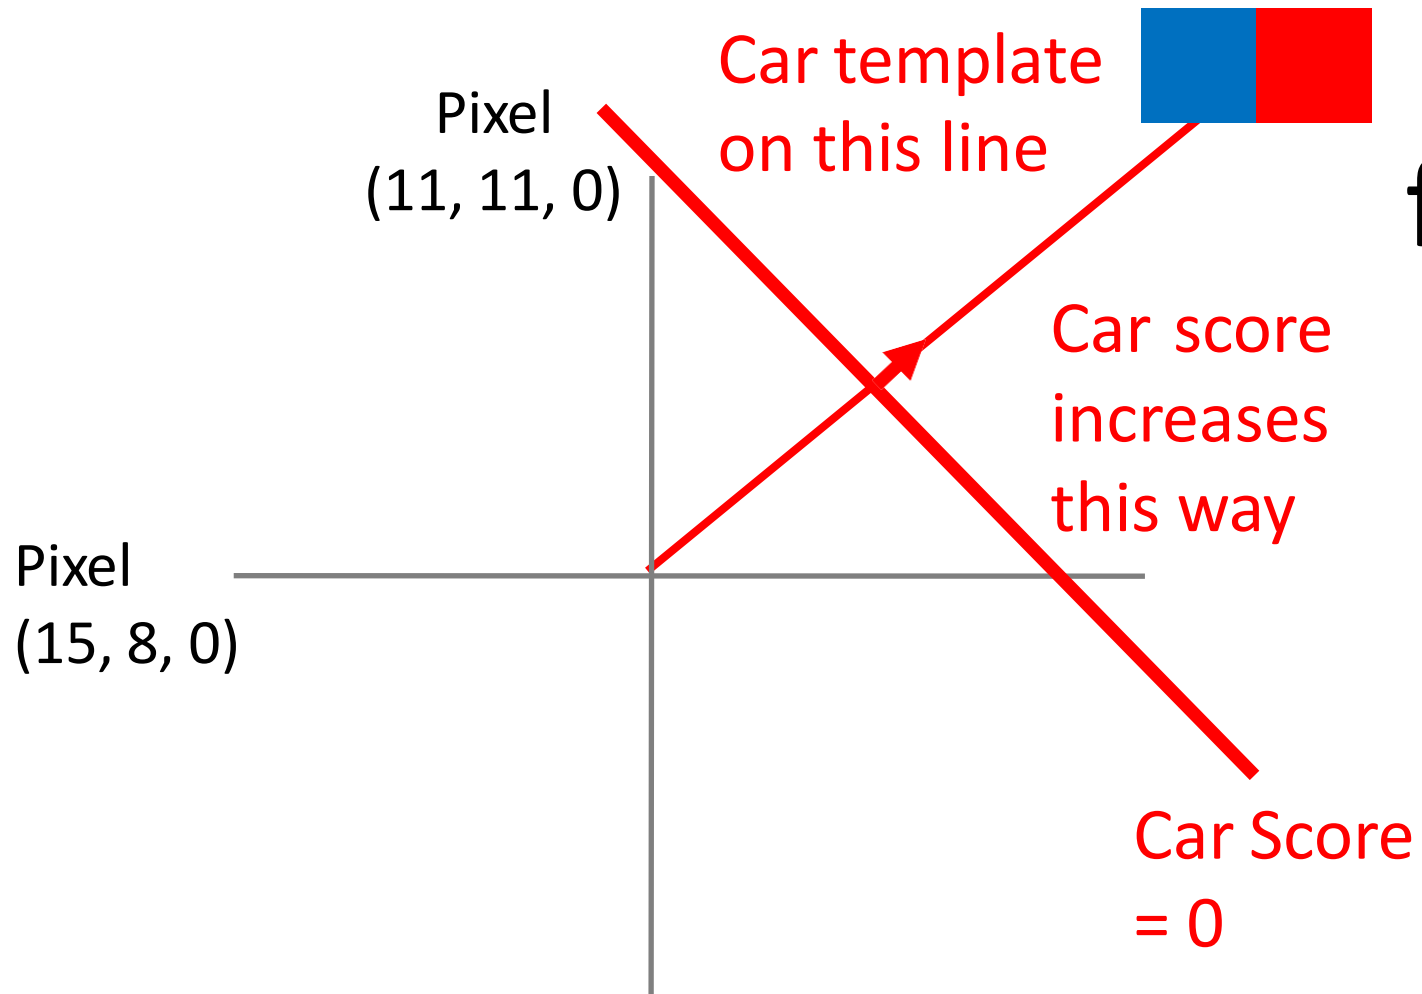 Car template
on this line
Pixel
(11, 11, 0)
f
Car score
increases
this way
Pixel
(15, 8, 0)
Car Score
= 0